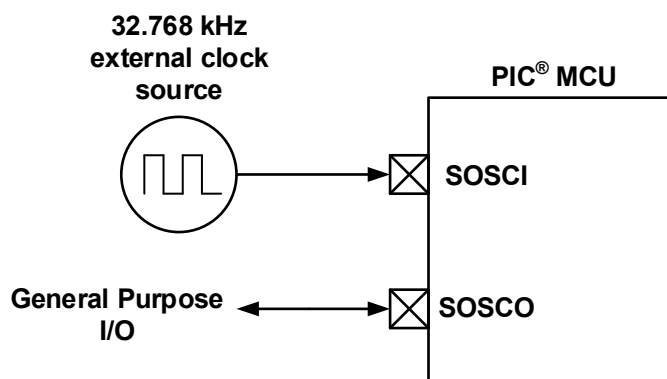 32.768 kHz
external clock
source
PIC® MCU
SOSCI
General Purpose
I/O
SOSCO